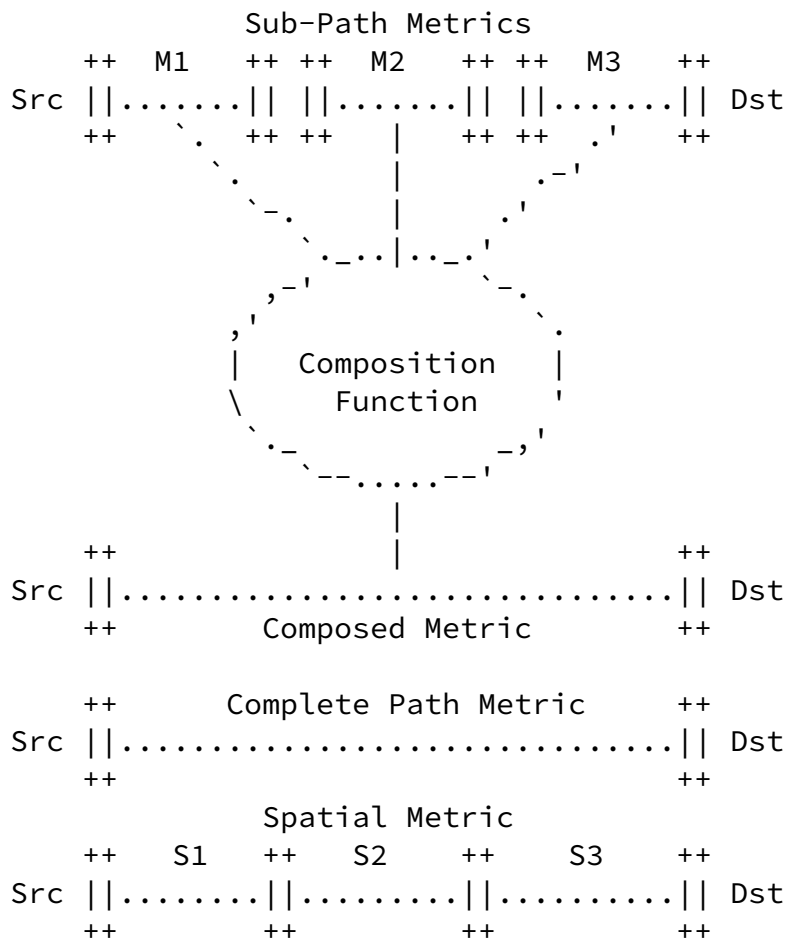 Sub-Path Metrics
++  M1   ++ ++  M2   ++ ++  M3   ++
Src ||.......|| ||.......|| ||.......|| Dst
++   `.  ++ ++   |   ++ ++   .'  ++
`.        |       .-'
`-.     |     .'
`._..|.._.'
,-'         `-.
,'               `.
|   Composition   |
\     Function    '
`._           _,'
`--.....--'
|
++               |               ++
Src ||...............................|| Dst
++        Composed Metric        ++
++      Complete Path Metric     ++
Src ||...............................|| Dst
++                               ++
Spatial Metric
++   S1   ++   S2     ++    S3    ++
Src ||........||.........||..........|| Dst
++        ++         ++          ++